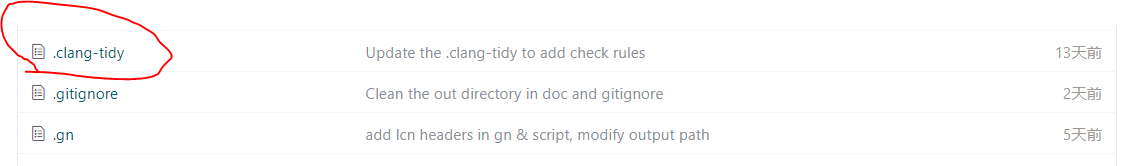 .clang-tidy Update the .clang-tidy to add check rules 13天前
.gitignore Clean the out directory in doc and gitignore 2天前
.gn add lcn headers in gn & script, modify output path 5天前